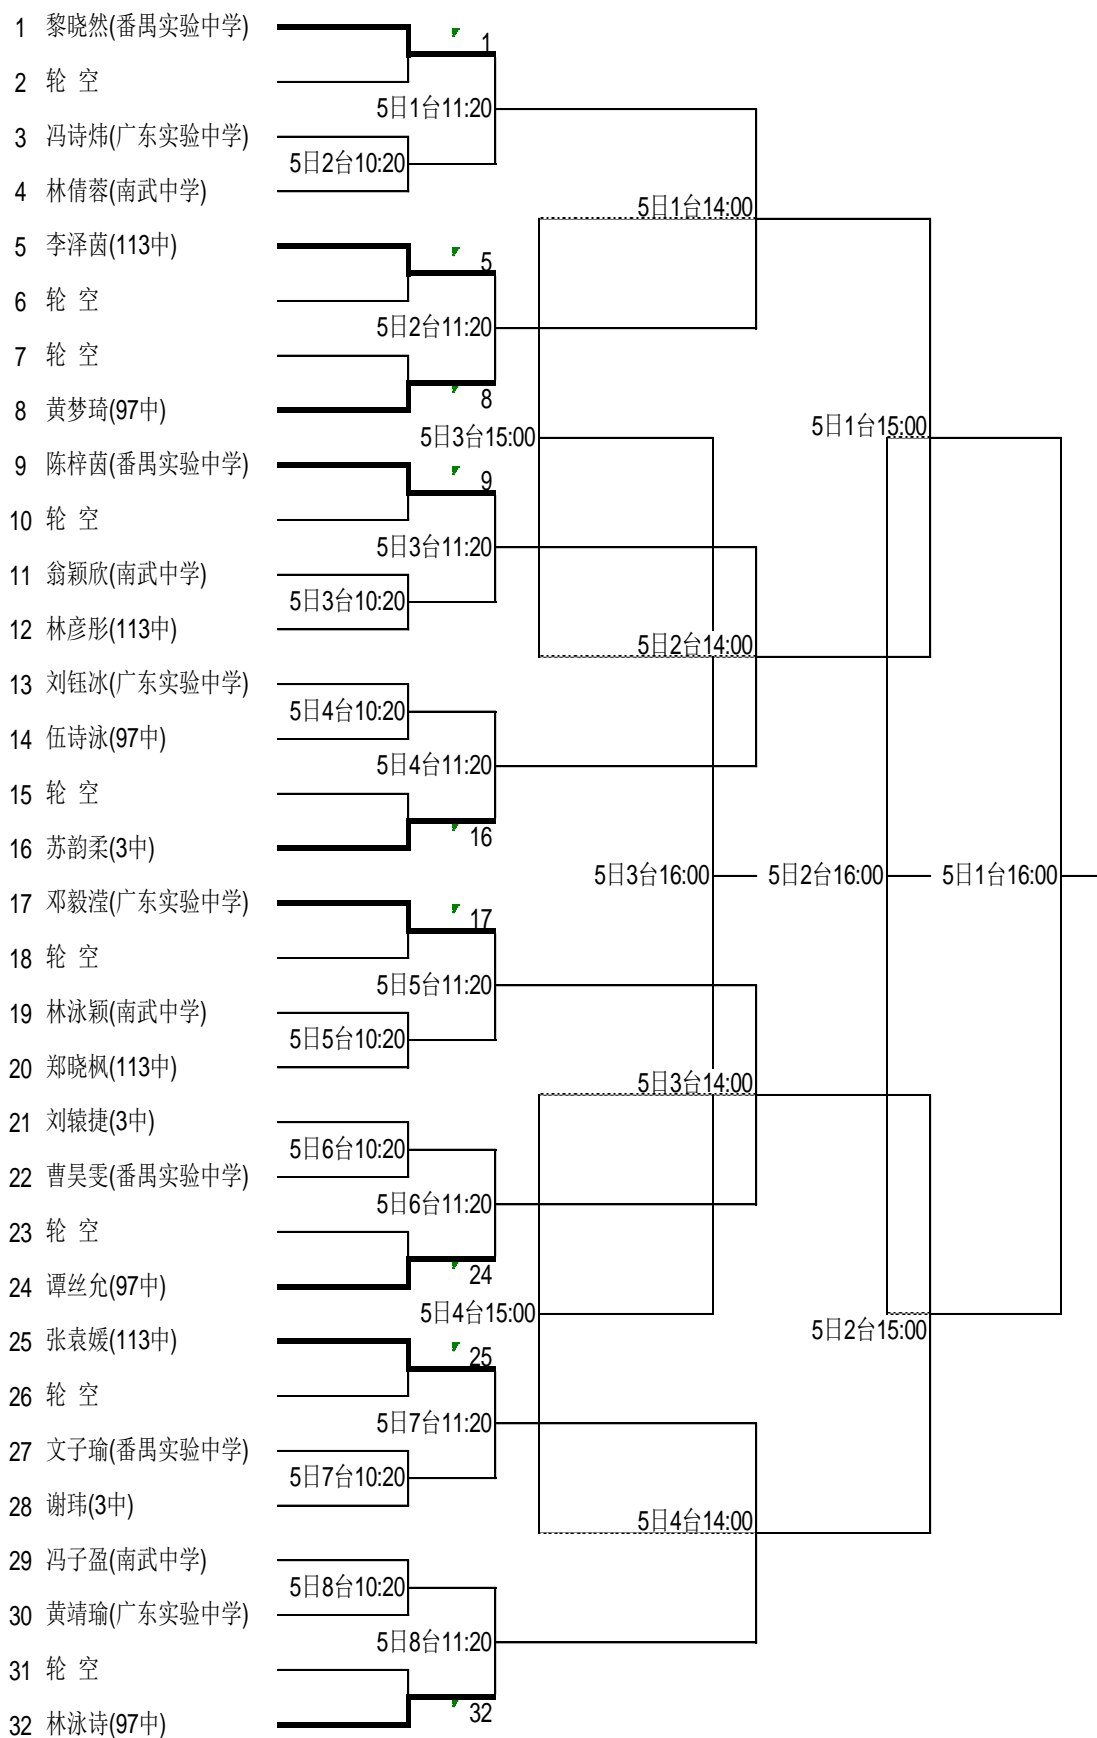 1 黎晓然(番禺实验中学)
1
2 轮 空
5日1台11:20
3 冯诗炜(广东实验中学)
5日2台10:20
4 林倩蓉(南武中学)
5日1台14:00
5 李泽茵(113中)
5
6 轮 空
5日2台11:20
7 轮 空
8
8 黄梦琦(97中)
5日3台15:00
5日1台15:00
9 陈梓茵(番禺实验中学)
9
10 轮 空
5日3台11:20
11 翁颖欣(南武中学)
5日3台10:20
12 林彦彤(113中)
5日2台14:00
13 刘钰冰(广东实验中学)
5日4台10:20
14 伍诗泳(97中)
5日4台11:20
15 轮 空
16
16 苏韵柔(3中)
5日3台16:00
5日2台16:00
5日1台16:00
17 邓毅滢(广东实验中学)
17
18 轮 空
5日5台11:20
19 林泳颖(南武中学)
5日5台10:20
20 郑晓枫(113中)
5日3台14:00
21 刘辕捷(3中)
5日6台10:20
22 曹昊雯(番禺实验中学)
5日6台11:20
23 轮 空
24
24 谭丝允(97中)
5日4台15:00
5日2台15:00
25 张袁媛(113中)
25
26 轮 空
5日7台11:20
27 文子瑜(番禺实验中学)
5日7台10:20
28 谢玮(3中)
5日4台14:00
29 冯子盈(南武中学)
5日8台10:20
30 黄靖瑜(广东实验中学)
5日8台11:20
31 轮 空
32
32 林泳诗(97中)